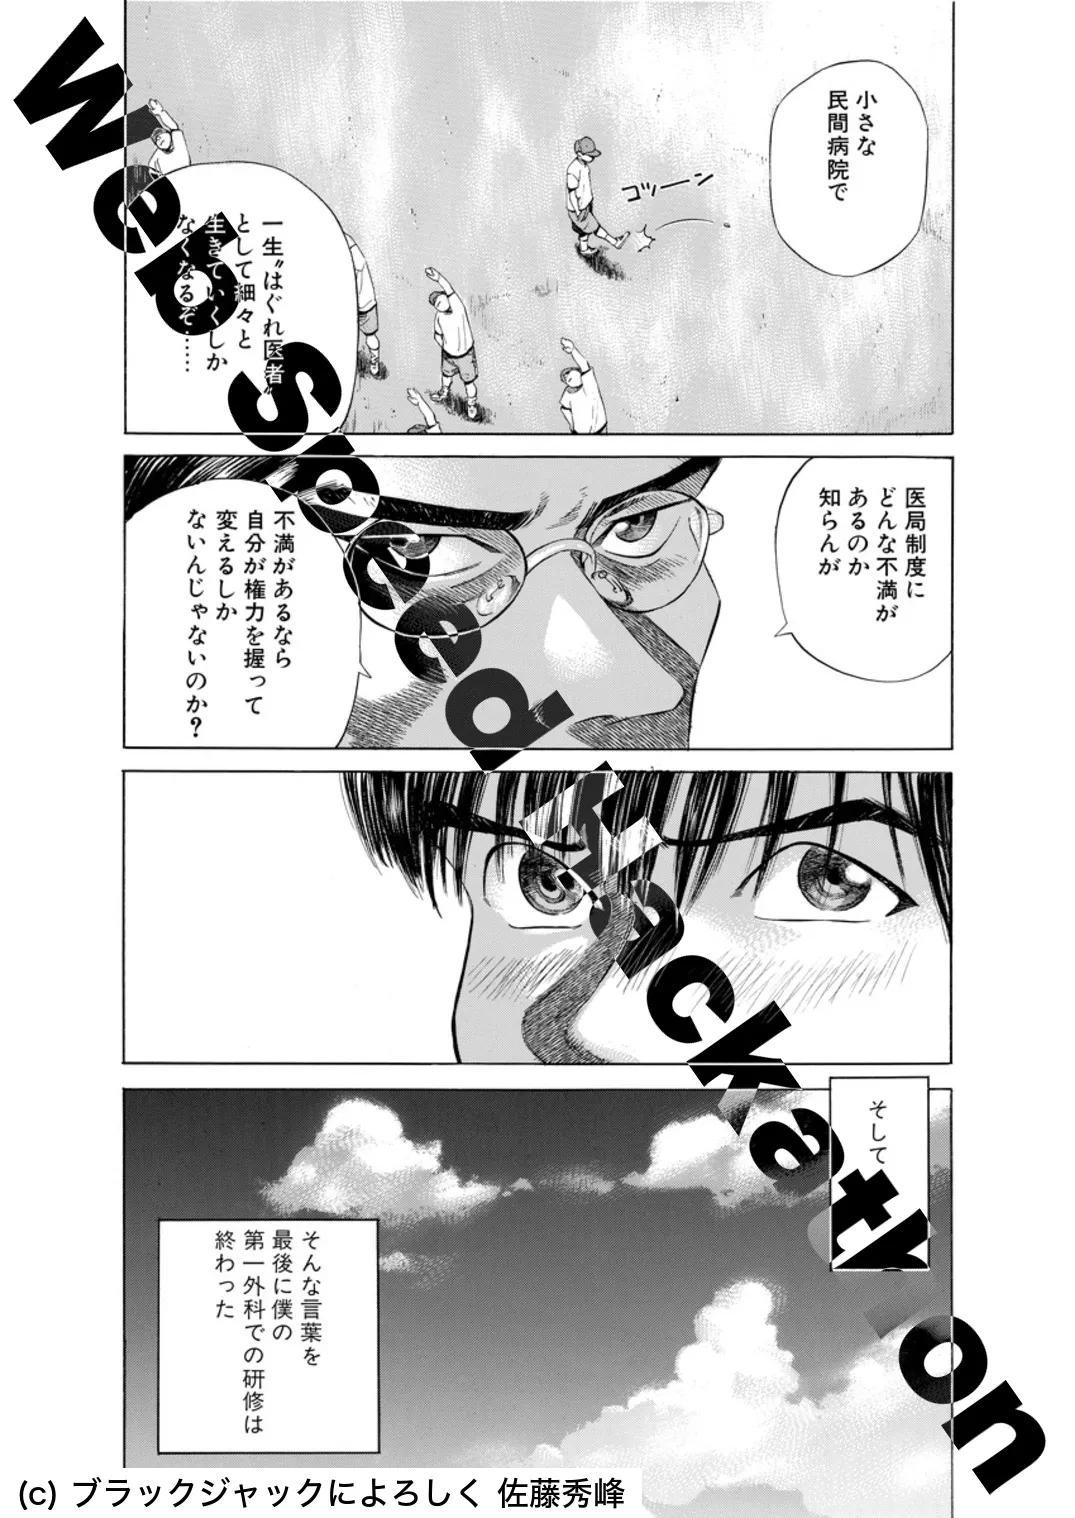 小さな
民間病院で
コツーン
一生"はぐれ医者"
として細々と
生きていくしか
なくなるぞ……
医局制度に
どんな不満が
あるのか
知らんが
不満があるなら
自分が権力を握って
変えるしか
ないんじゃないのか?
そして
そんな言葉を
最後に僕の
第一外科での研修は
終わった
Web Speed Hackathon
(c) ブラックジャックによろしく 佐藤秀峰